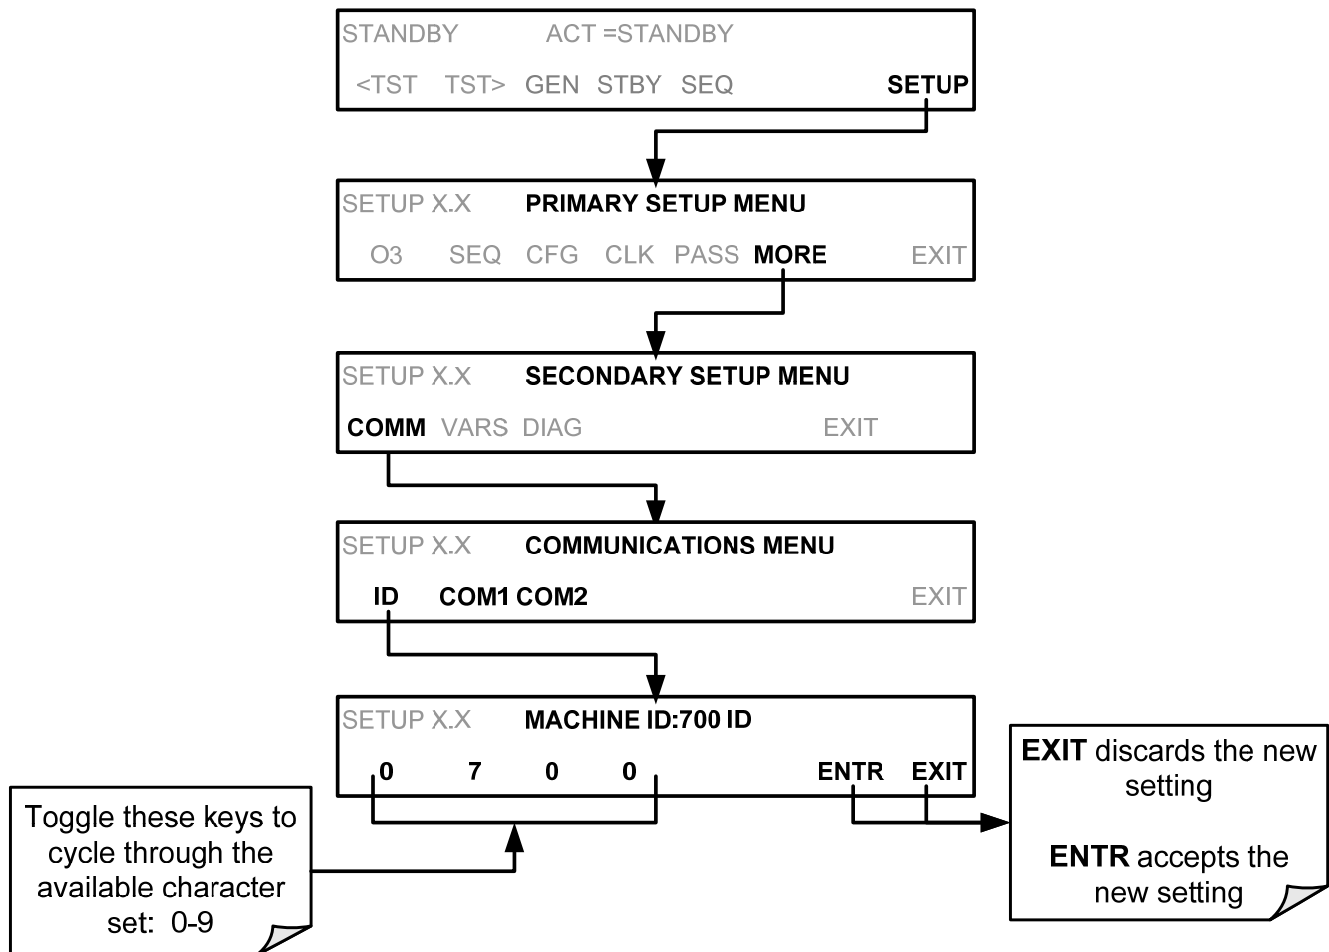 STANDBY ACT =STANDBY
<TST TST> GEN STBY SEQ SETUP
SETUP X.X PRIMARY SETUP MENU
O3 SEQ CFG CLK PASS MORE EXIT
SETUP X.X SECONDARY SETUP MENU
COMM VARS DIAG EXIT
SETUP X.X COMMUNICATIONS MENU
ID COM1 COM2 EXIT
SETUP X.X MACHINE ID:700 ID
0 7 0 0 ENTR EXIT
Toggle these keys to
cycle through the
available character
set: 0-9
EXIT discards the new
setting
ENTR accepts the
new setting